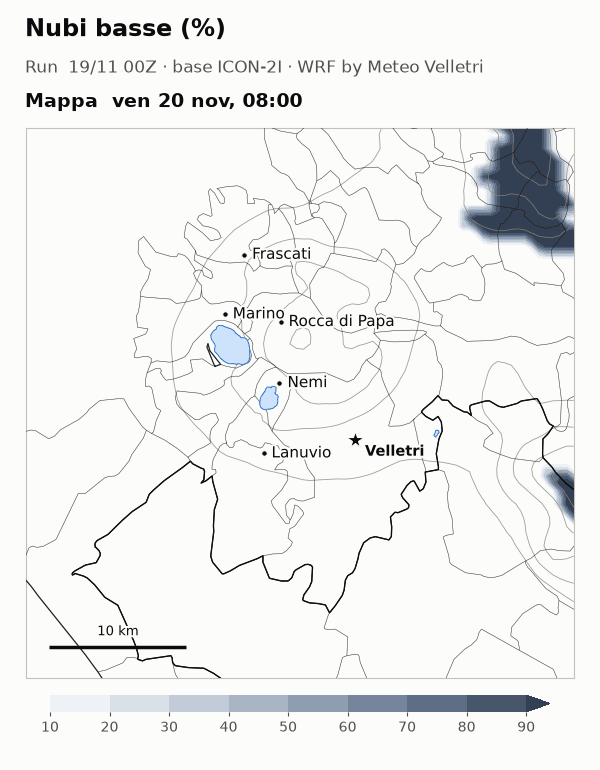 Nubi basse (%)
Run  19/11 00Z · base ICON-2I · WRF by Meteo Velletri
Mappa  ven 20 nov, 08:00
Frascati
Marino
Rocca di Papa
Nemi
Velletri
Lanuvio
10 km
10 20 30 40 50 60 70 80 90